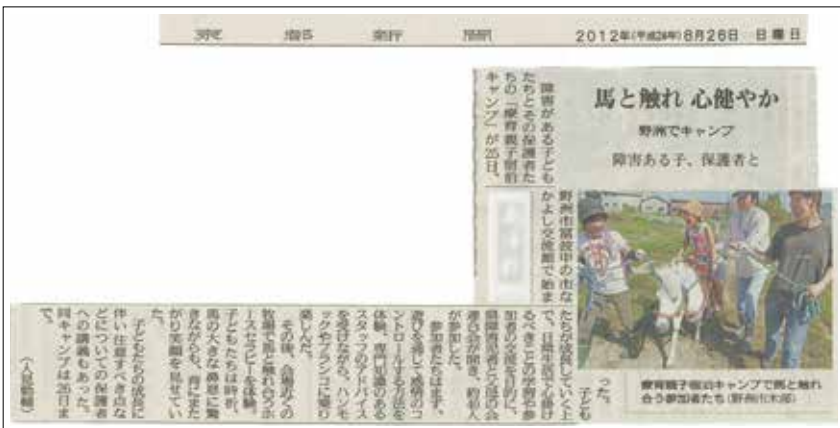 2012年(平成24年)8月26日 日曜日
馬と触れ 心健やか
野洲でキャンプ
障害ある子、保護者と
障害がある子ども
たちとその保護者た
ちの「療育親子宿泊
キャンプ」が25日、
野洲市冨波甲の市な
かよし交流館で始ま
った。
子ども
たちが成長していく上
で、日常生活で心掛け
るべきことの学習や参
加者の交流を目的に、
県障害児者と父母の会
連合会が開き、約40人
が参加した。
参加者たちはまず、
遊びを通じて感情のコ
ントロールする方法を
体験。専門知識のある
スタッフのアドバイス
を受けながら、ハンモ
ックやブランコに乗り
楽しんだ。
その後、会場近くの
牧場で馬と触れ合うホ
ースセラピーを体験。
子どもたちは時折、
馬の大きな鼻息に驚
きながらも、背にまた
がり笑顔を見せてい
た。
子どもたちの成長に
伴い注意すべき点な
どについての保護者
への講義もあった。
同キャンプは26日ま
で。
療育親子宿泊キャンプで馬と触れ
合う参加者たち(野洲市木部)